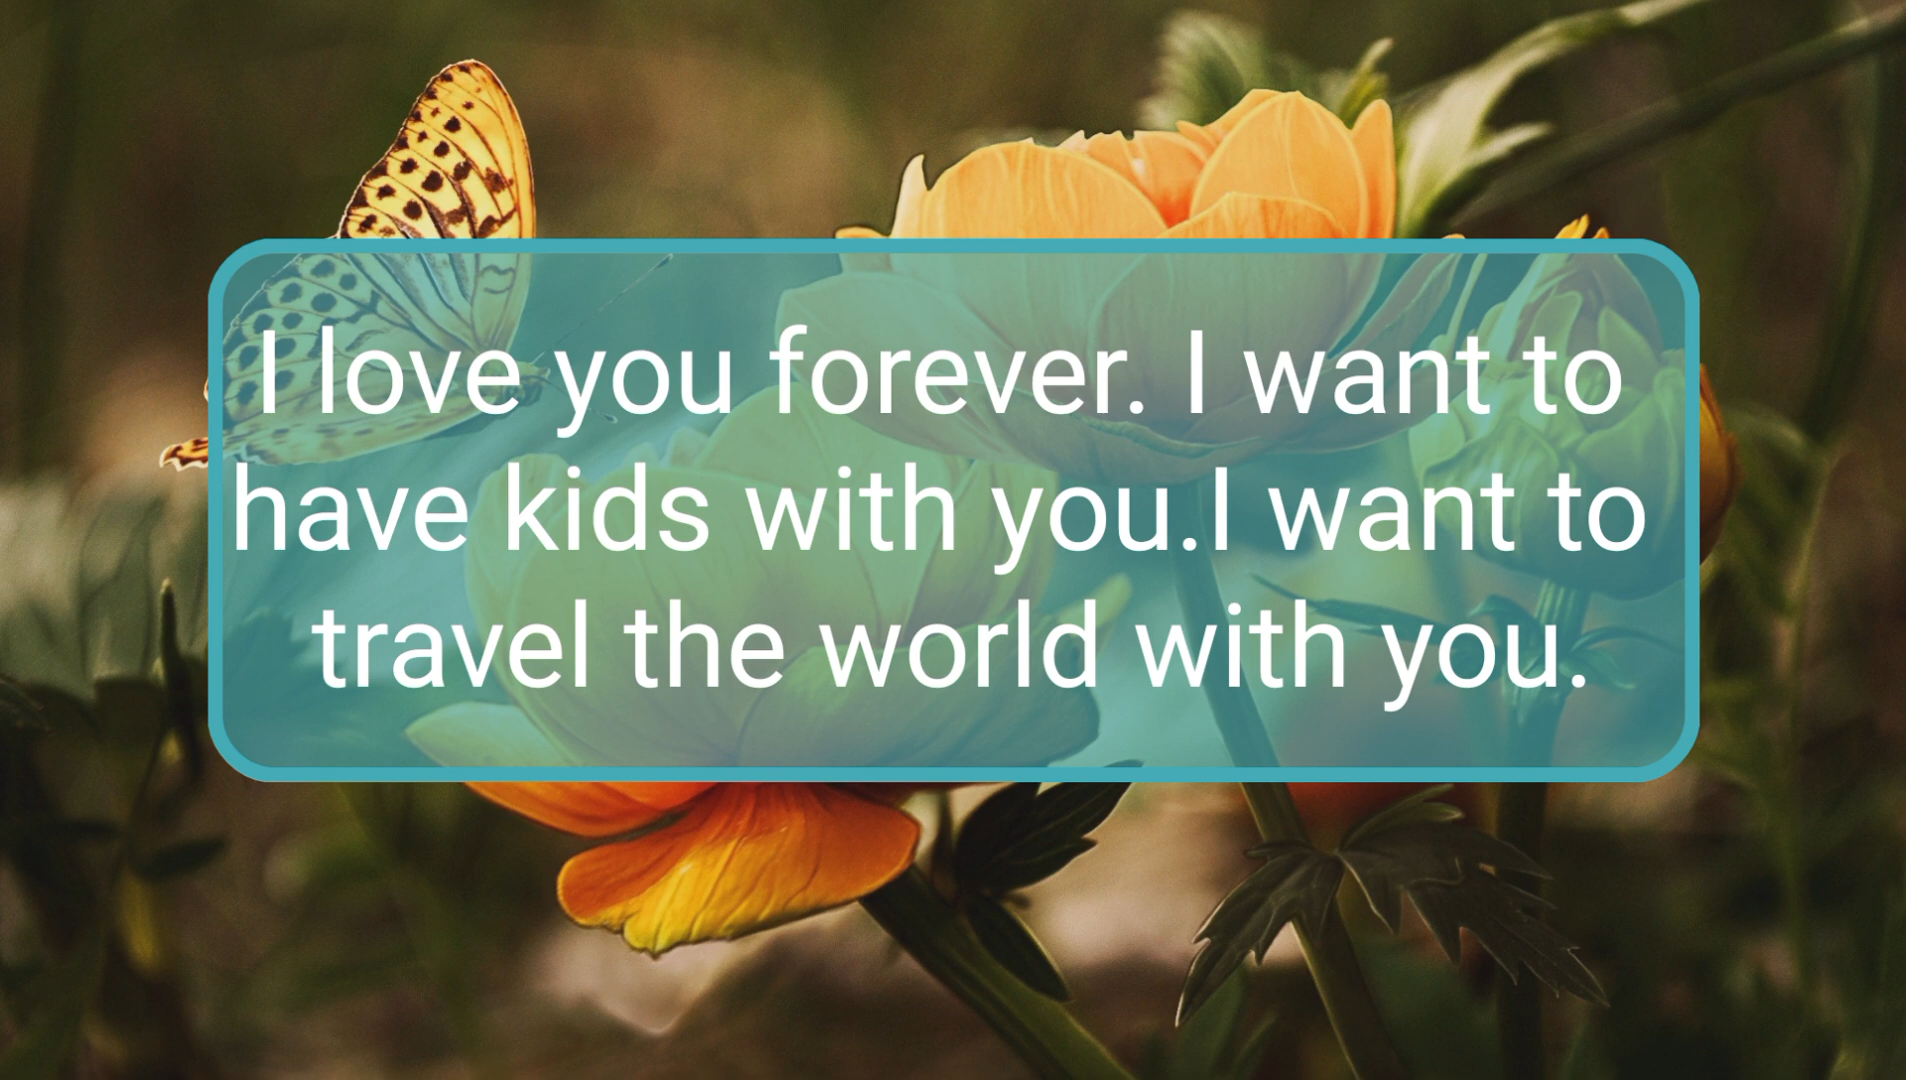 I love you forever. I want to
have kids with you.I want to
travel the world with you.